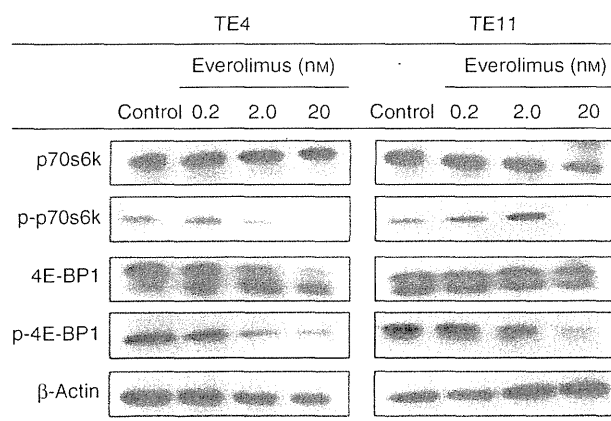 TE4 TE11
Everolimus (nM) Everolimus (nM)
Control 0.2 2.0 20 Control 0.2 2.0 20
p70s6k
p-p70s6k
4E-BP1
p-4E-BP1
β-Actin